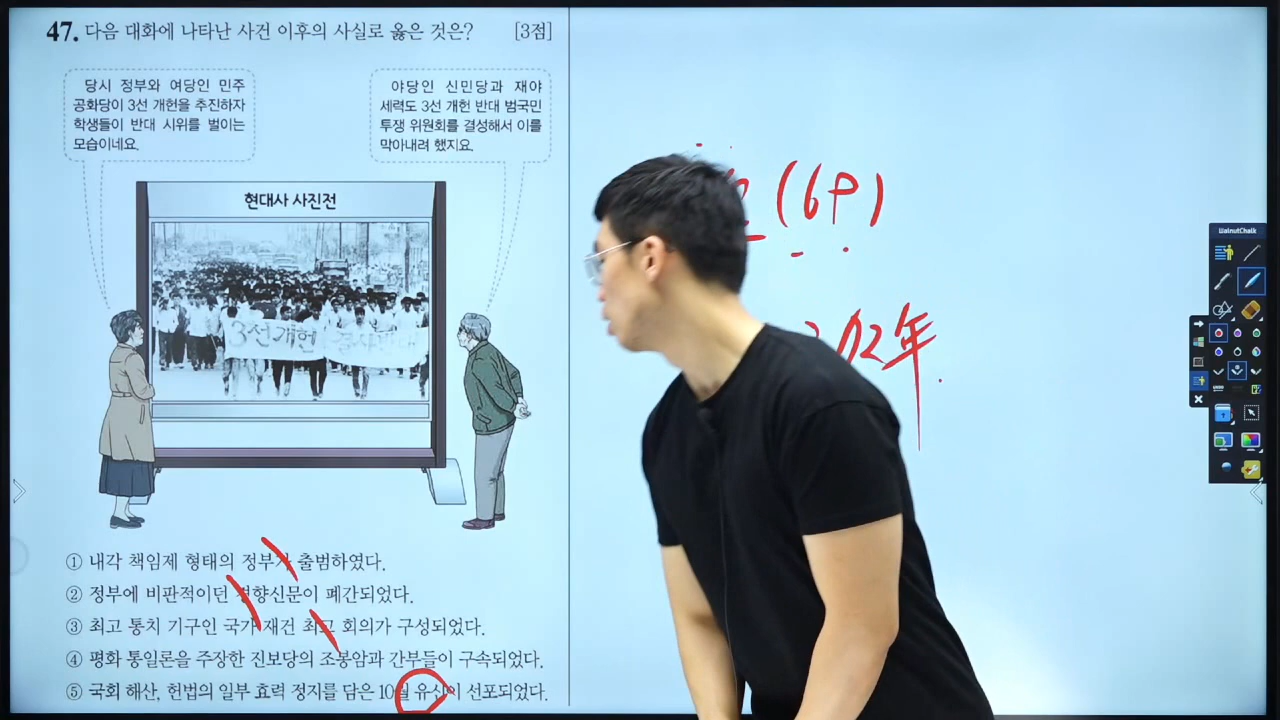 47. 다음 대화에 나타난 사건 이후의 사실로 옳은 것은? [3점]
당시 정부와 여당인 민주
공화당이 3선 개헌을 추진하자
학생들이 반대 시위를 벌이는
모습이네요.
야당인 신민당과 재야
세력도 3선 개헌 반대 범국민
투쟁 위원회를 결성해서 이를
막아내려 했지요.
현대사 사진전
3선개헌
(6P)
02年
WalnutChalk
① 내각 책임제 형태의 정부가 출범하였다.
② 정부에 비판적이던 경향신문이 폐간되었다.
③ 최고 통치 기구인 국가 재건 최고 회의가 구성되었다.
④ 평화 통일론을 주장한 진보당의 조봉암과 간부들이 구속되었다.
⑤ 국회 해산, 헌법의 일부 효력 정지를 담은 10월 유신이 선포되었다.